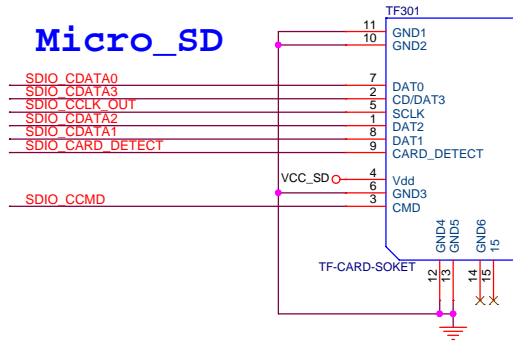 TF301
Micro_SD
11 GND1
10 GND2
SDIO_CDATA0 7 DAT0
SDIO_CDATA3 2 CD/DAT3
SDIO_CCLK_OUT 5 SCLK
SDIO_CDATA2 1 DAT2
SDIO_CDATA1 8 DAT1
SDIO_CARD_DETECT 9 CARD_DETECT
VCC_SD 4 Vdd
6 GND3
SDIO_CCMD 3 CMD
GND4 GND5 GND6 15
TF-CARD-SOKET
12 13 14 15